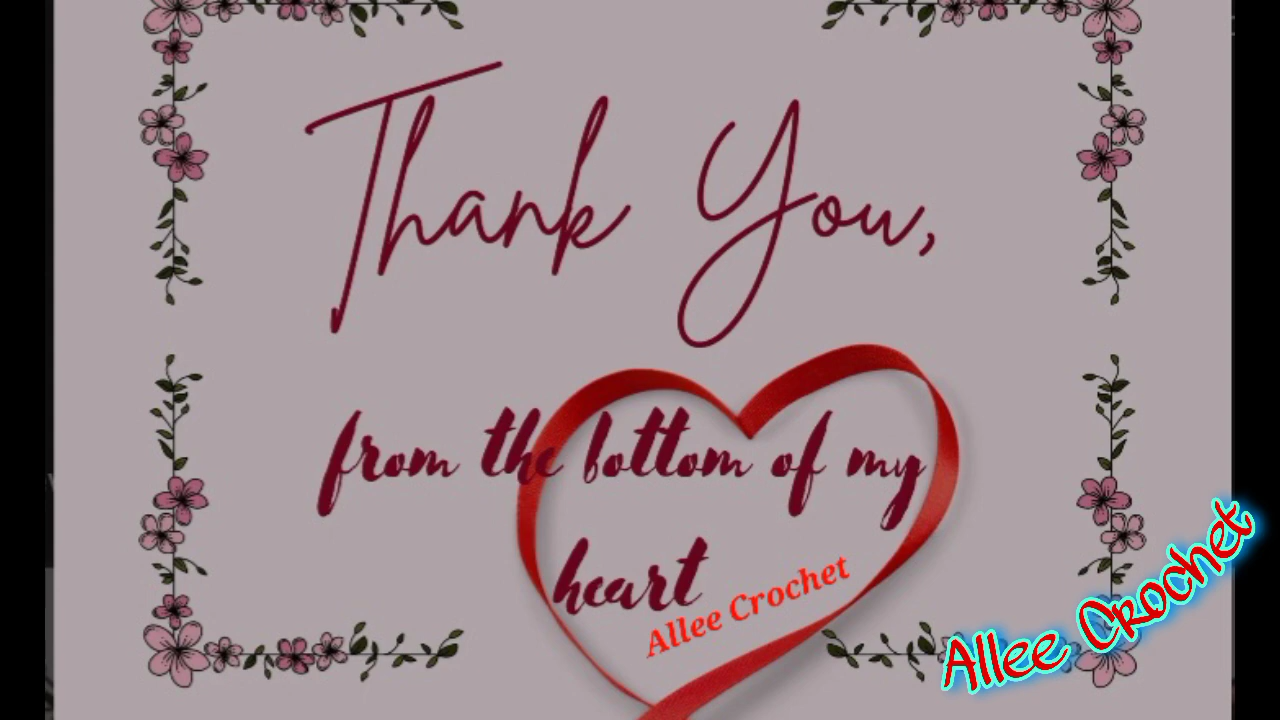 Thank You,
from the bottom of my
heart
Allee Crochet
Allee Crochet